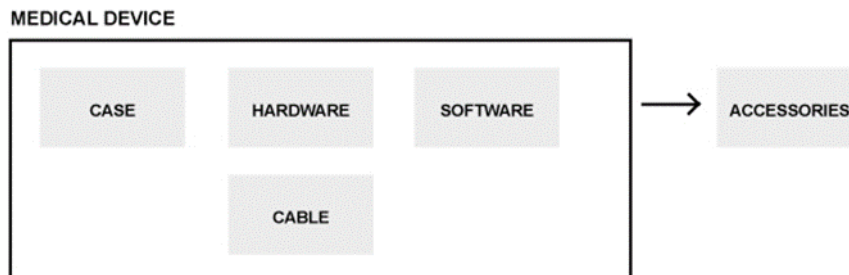 MEDICAL DEVICE
CASE
HARDWARE
SOFTWARE
ACCESSORIES
CABLE